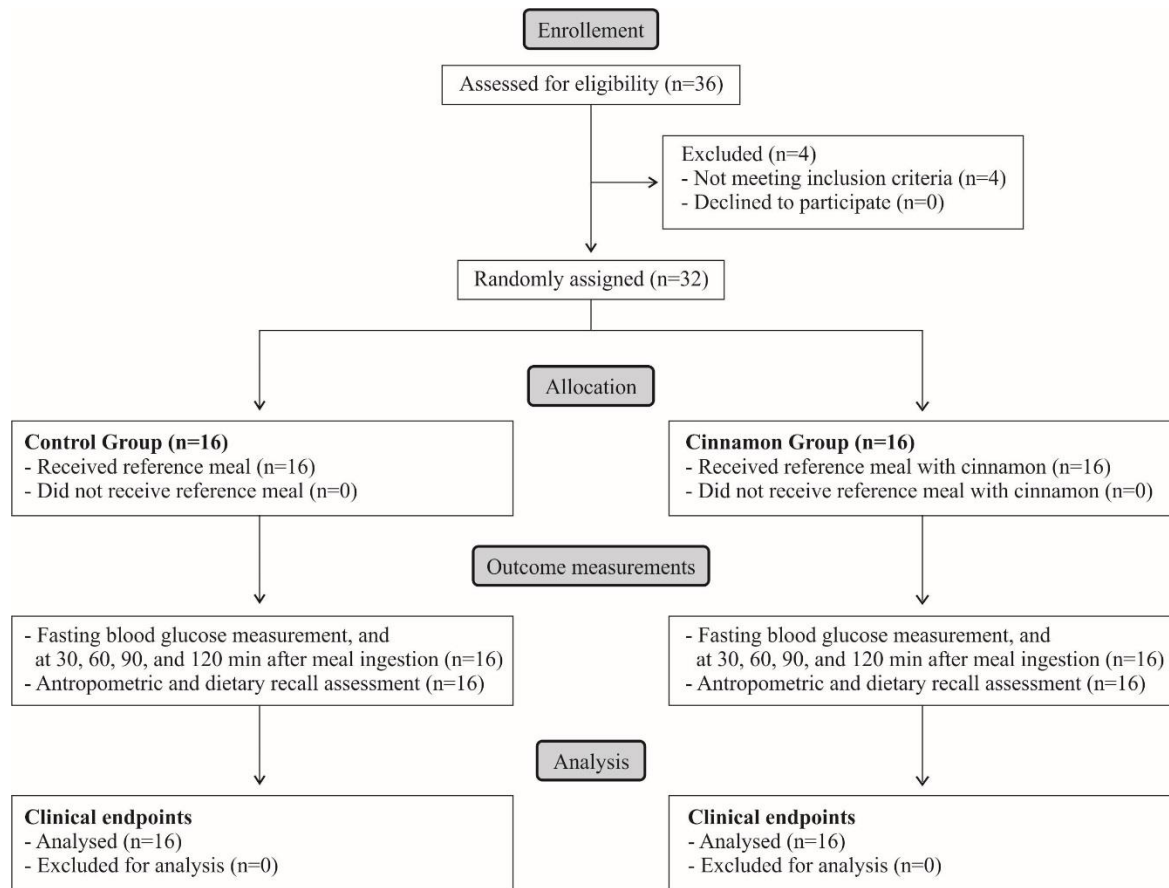 Enrollement
Assessed for eligibility (n=36)
Excluded (n=4)
- Not meeting inclusion criteria (n=4)
- Declined to participate (n=0)
Randomly assigned (n=32)
Allocation
Control Group (n=16)
- Received reference meal (n=16)
- Did not receive reference meal (n=0)
Cinnamon Group (n=16)
- Received reference meal with cinnamon (n=16)
- Did not receive reference meal with cinnamon (n=0)
Outcome measurements
- Fasting blood glucose measurement, and
at 30, 60, 90, and 120 min after meal ingestion (n=16)
- Antropometric and dietary recall assessment (n=16)
- Fasting blood glucose measurement, and
at 30, 60, 90, and 120 min after meal ingestion (n=16)
- Antropometric and dietary recall assessment (n=16)
Analysis
Clinical endpoints
- Analysed (n=16)
- Excluded for analysis (n=0)
Clinical endpoints
- Analysed (n=16)
- Excluded for analysis (n=0)